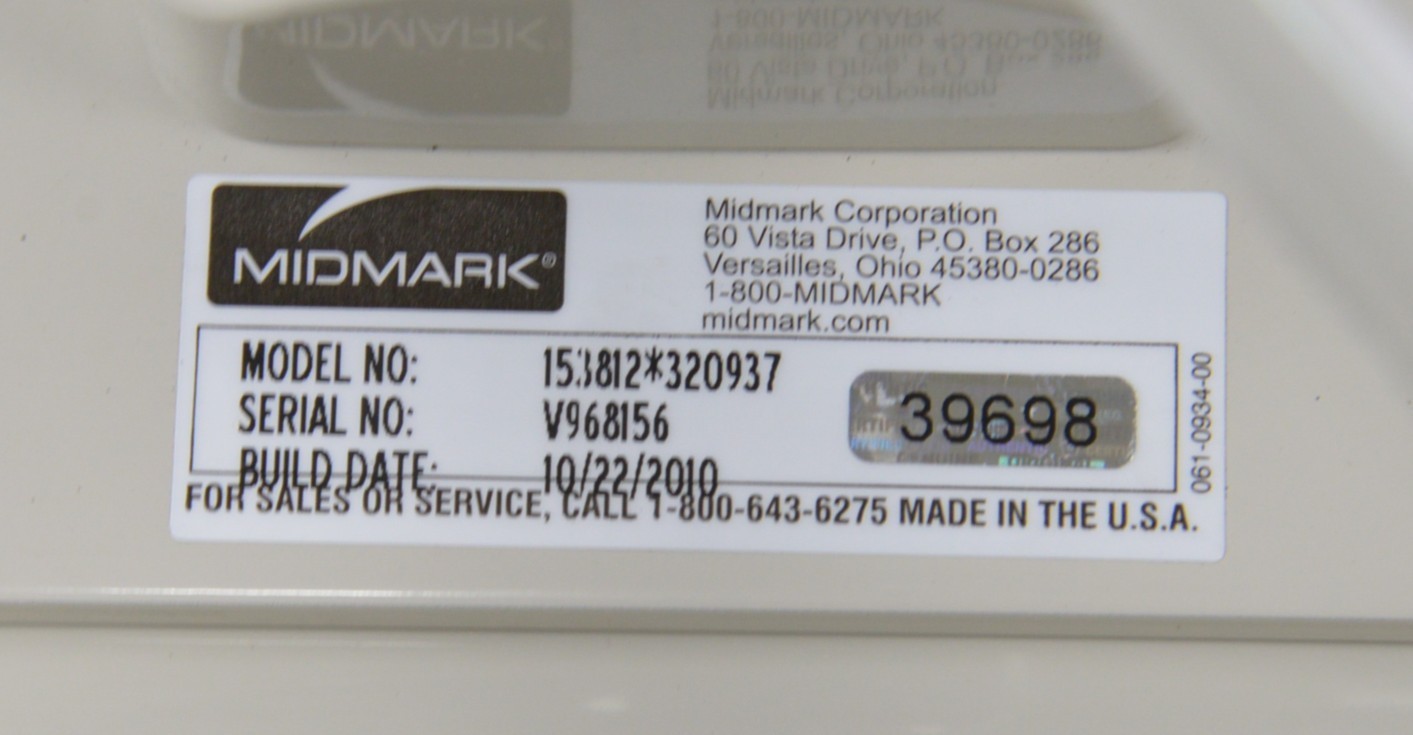 MIDMARK®
Midmark Corporation
60 Vista Drive, P.O. Box 286
Versailles, Ohio 45380-0286
1-800-MIDMARK
midmark.com
MODEL NO: 153812*320937
SERIAL NO: V968156
BUILD DATE: 10/22/2010
39698
061-0934-00
FOR SALES OR SERVICE, CALL 1-800-643-6275 MADE IN THE U.S.A.